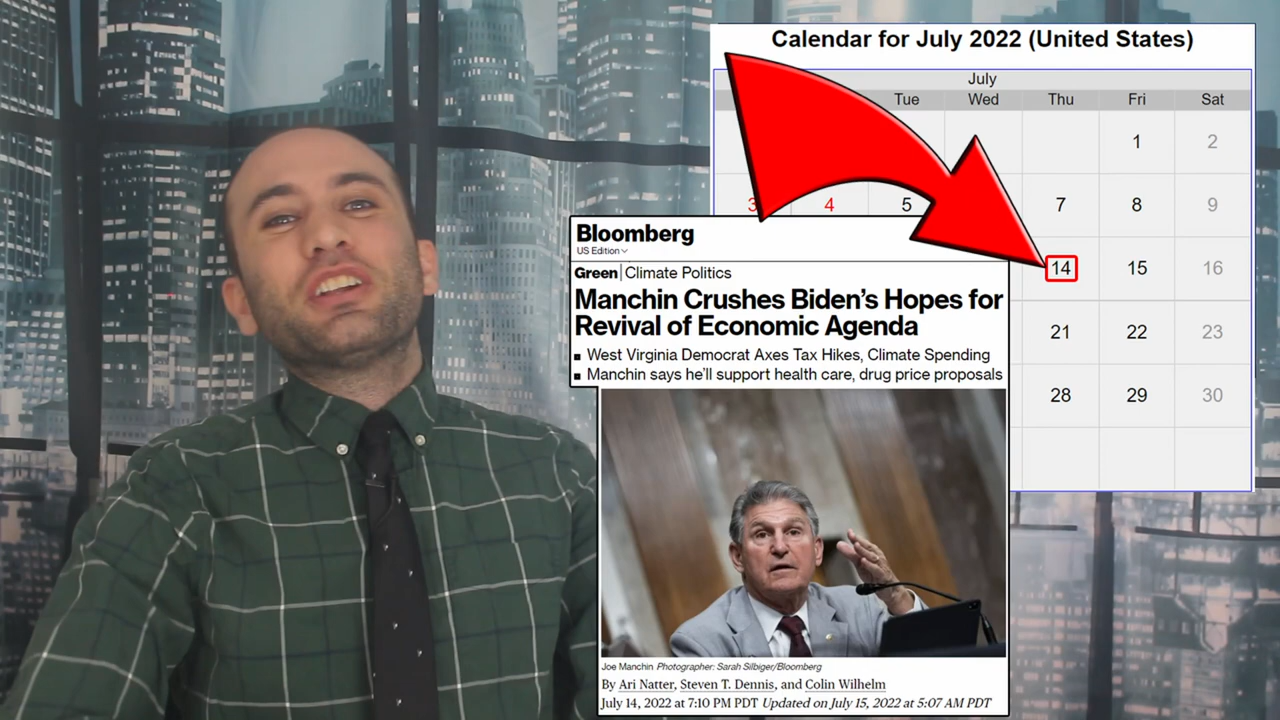 Calendar for July 2022 (United States)
July
Tue Wed Thu Fri Sat
1 2
3 4 5 7 8 9
14 15 16
21 22 23
28 29 30
Bloomberg
US Edition
Green | Climate Politics
Manchin Crushes Biden's Hopes for
Revival of Economic Agenda
West Virginia Democrat Axes Tax Hikes, Climate Spending
Manchin says he'll support health care, drug price proposals
Joe Manchin Photographer: Sarah Silbiger/Bloomberg
By Ari Natter, Steven T. Dennis, and Colin Wilhelm
July 14, 2022 at 7:10 PM PDT Updated on July 15, 2022 at 5:07 AM PDT